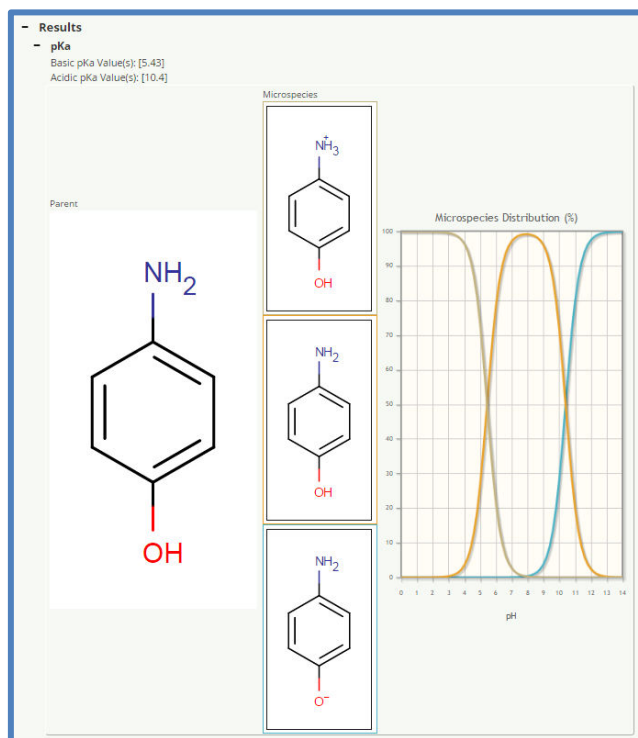 − Results
− pKa
Basic pKa Value(s): [5.43]
Acidic pKa Value(s): [10.4]
Microspecies
Parent
NH2
OH
+
NH3
OH
NH2
OH
NH2
O−
Microspecies Distribution (%)
100
90
80
70
60
50
40
30
20
10
0
0 1 2 3 4 5 6 7 8 9 10 11 12 13 14
pH